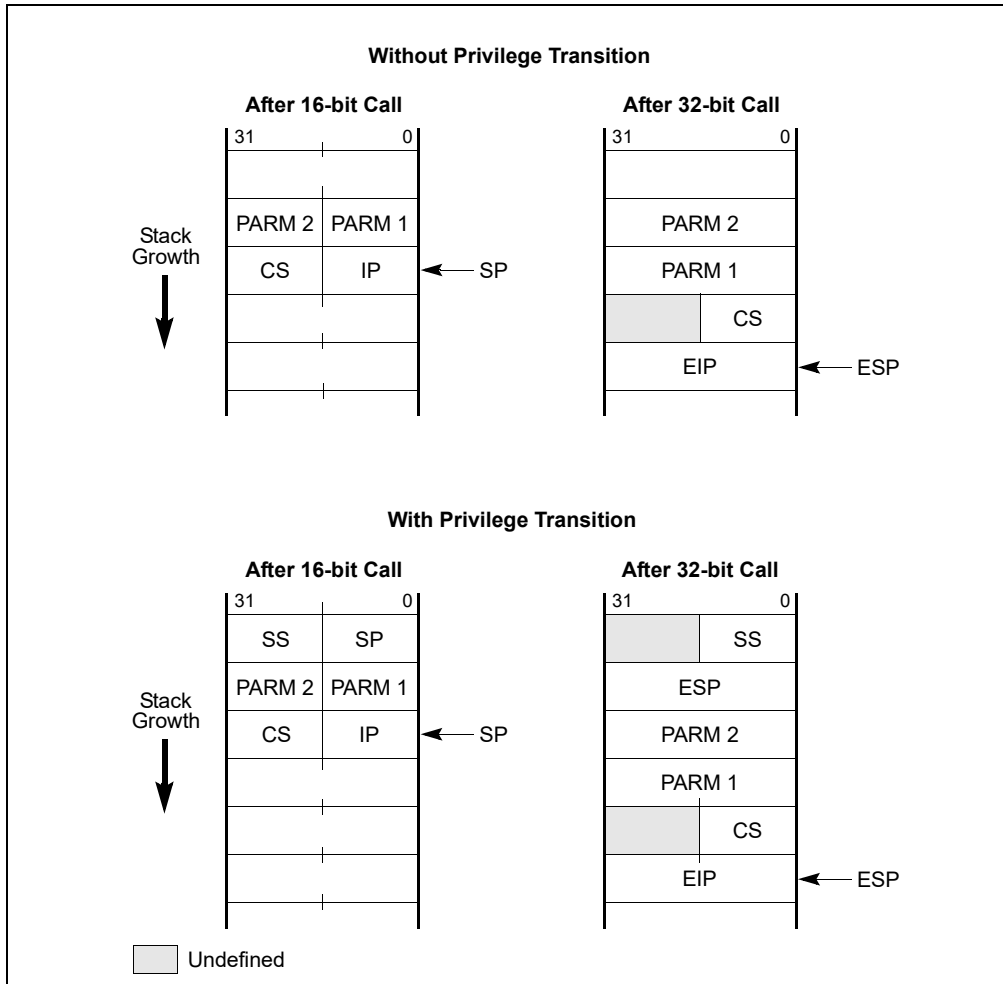 Without Privilege Transition
After 16-bit Call
After 32-bit Call
31 0
31 0
PARM 2 PARM 1
PARM 2
Stack
Growth
CS IP
SP
PARM 1
CS
EIP
ESP
With Privilege Transition
After 16-bit Call
After 32-bit Call
31 0
31 0
SS SP
SS
PARM 2 PARM 1
ESP
Stack
Growth
CS IP
SP
PARM 2
PARM 1
CS
EIP
ESP
Undefined